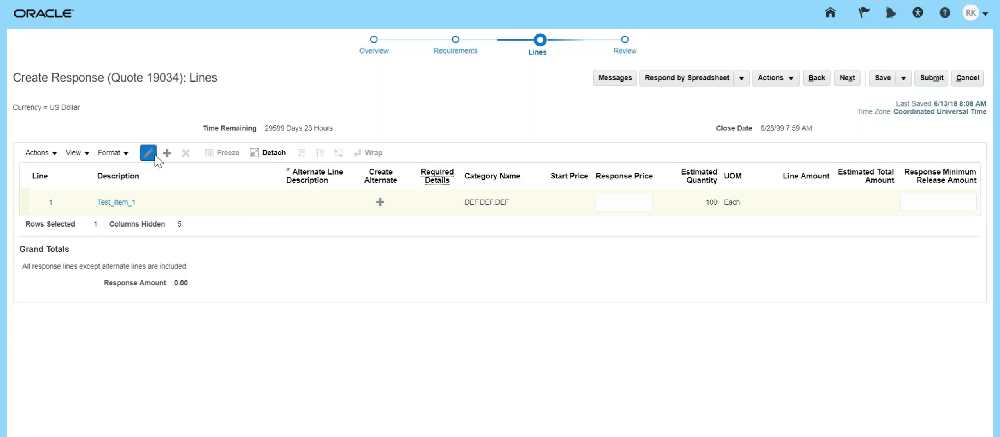 ORACLE
RK
Overview Requirements Lines Review
Create Response (Quote 19034): Lines Messages Respond by Spreadsheet Actions Back Next Save Submit Cancel
Currency = US Dollar Last Saved 6/13/18 8:08 AM
Time Zone Coordinated Universal Time
Time Remaining 29599 Days 23 Hours Close Date 6/28/99 7:59 AM
Actions View Format Freeze Detach Wrap
Line Description * Alternate Line Description Create Alternate Required Details Category Name Start Price Response Price Estimated Quantity UOM Line Amount Estimated Total Amount Response Minimum Release Amount
1 Test_Item_1 DEF.DEF.DEF 100 Each
Rows Selected 1 Columns Hidden 5
Grand Totals
All response lines except alternate lines are included.
Response Amount 0.00